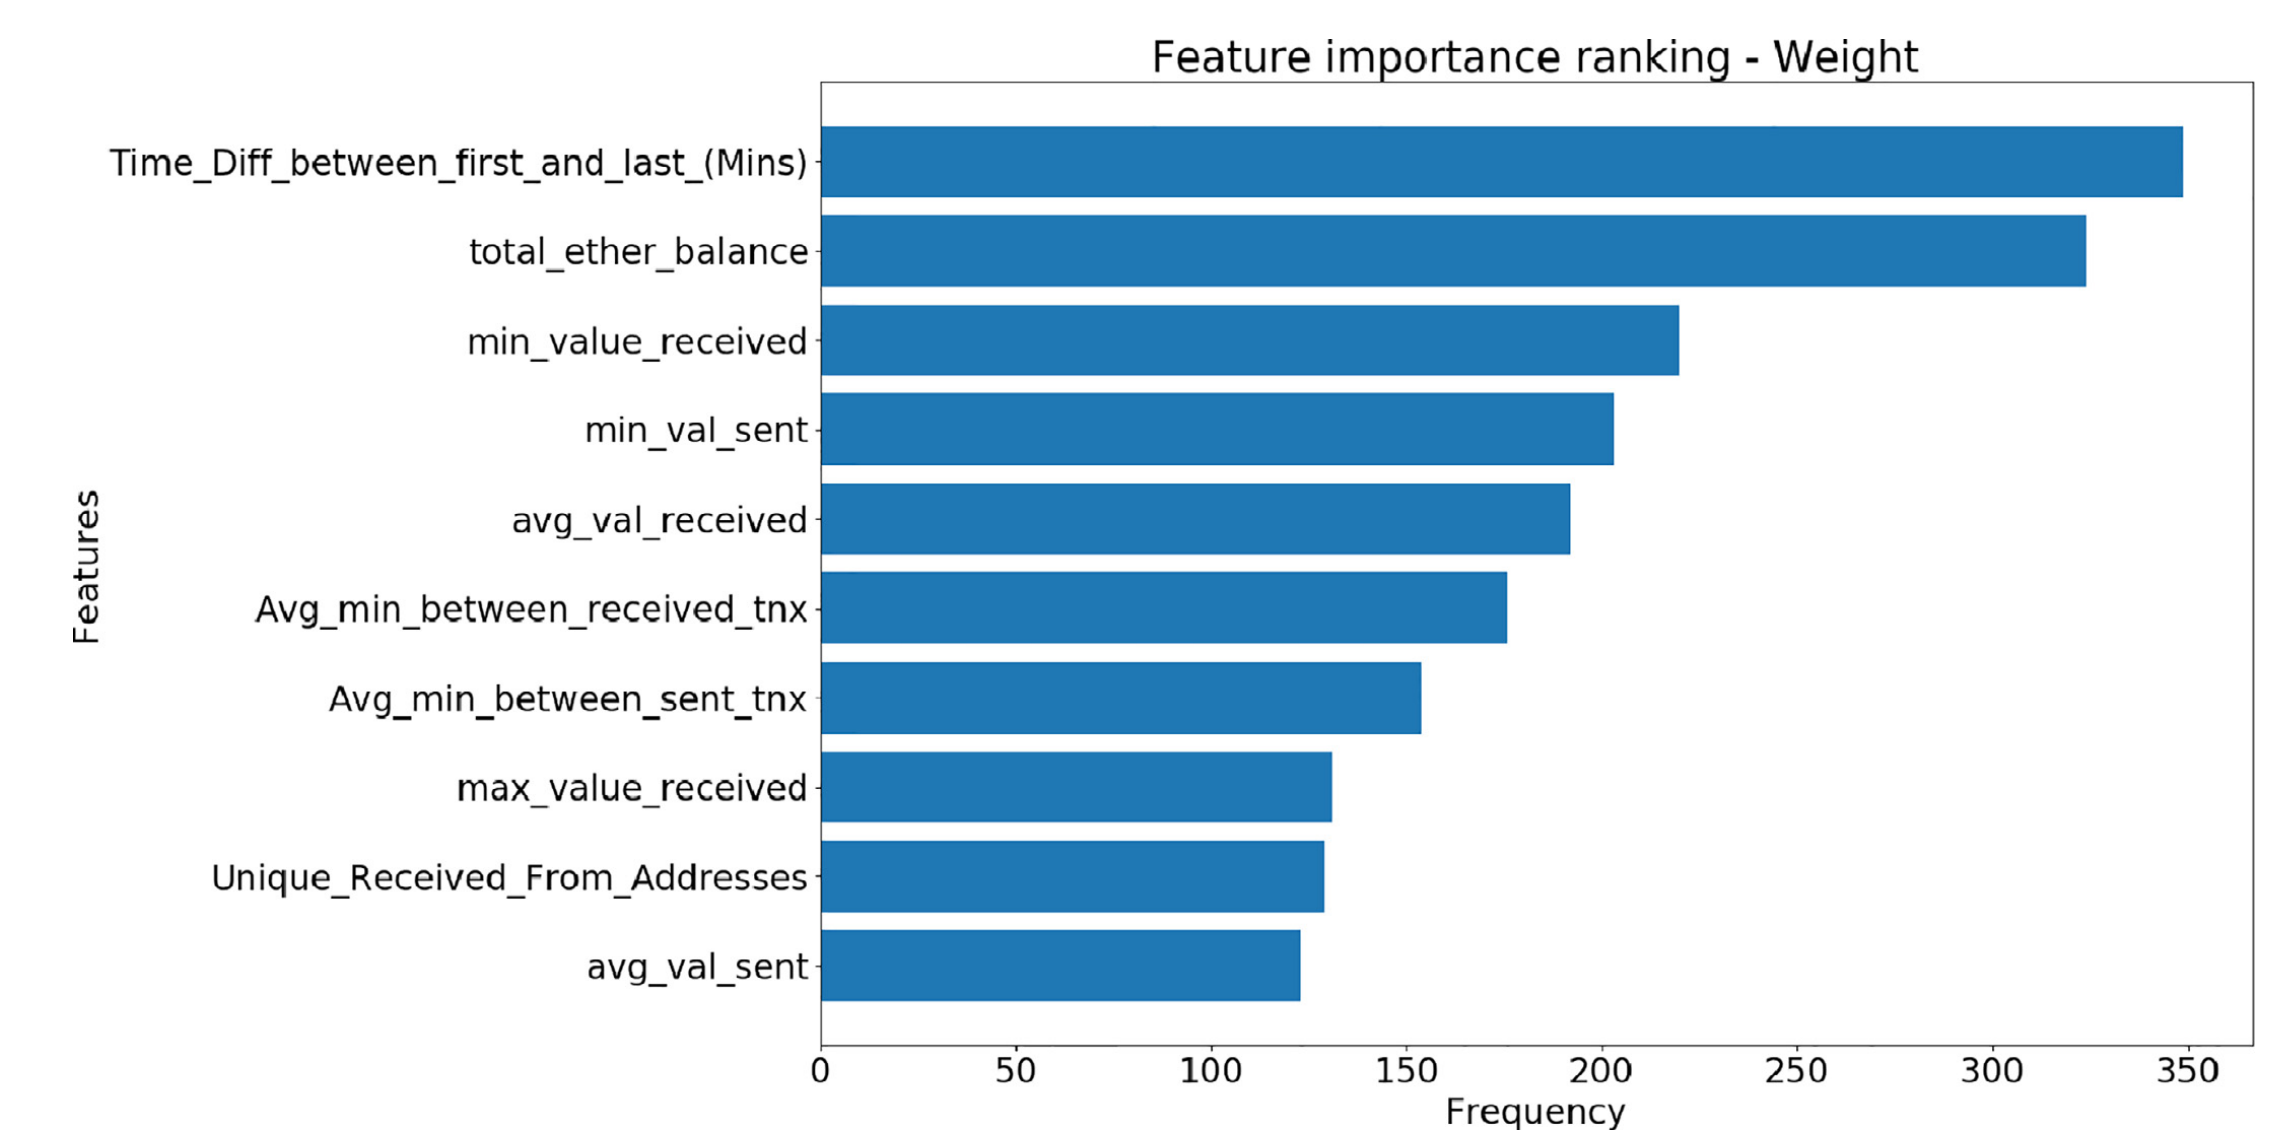 Feature importance ranking - Weight
Time_Diff_between_first_and_last_(Mins)
total_ether_balance
min_value_received
min_val_sent
avg_val_received
Avg_min_between_received_tnx
Avg_min_between_sent_tnx
max_value_received
Unique_Received_From_Addresses
avg_val_sent
Features
0 50 100 150 200 250 300 350
Frequency